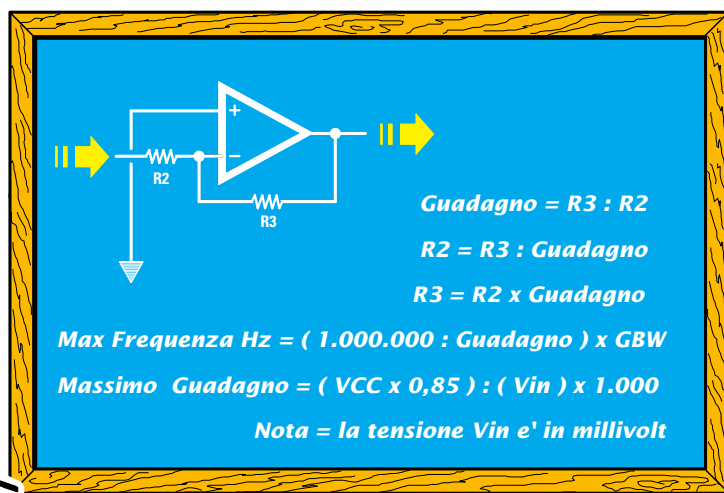 +
−
R2
R3
Guadagno = R3 : R2
R2 = R3 : Guadagno
R3 = R2 x Guadagno
Max Frequenza Hz = ( 1.000.000 : Guadagno ) x GBW
Massimo Guadagno = ( VCC x 0,85 ) : ( Vin ) x 1.000
Nota = la tensione Vin e' in millivolt